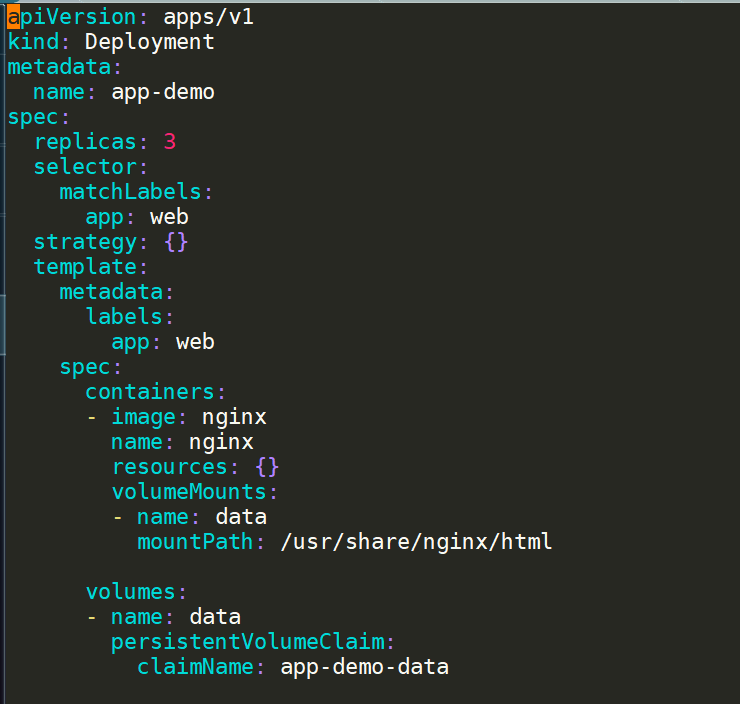 apiVersion: apps/v1
kind: Deployment
metadata:
  name: app-demo
spec:
  replicas: 3
  selector:
    matchLabels:
      app: web
  strategy: {}
  template:
    metadata:
      labels:
        app: web
    spec:
      containers:
      - image: nginx
        name: nginx
        resources: {}
        volumeMounts:
        - name: data
          mountPath: /usr/share/nginx/html

      volumes:
      - name: data
        persistentVolumeClaim:
          claimName: app-demo-data